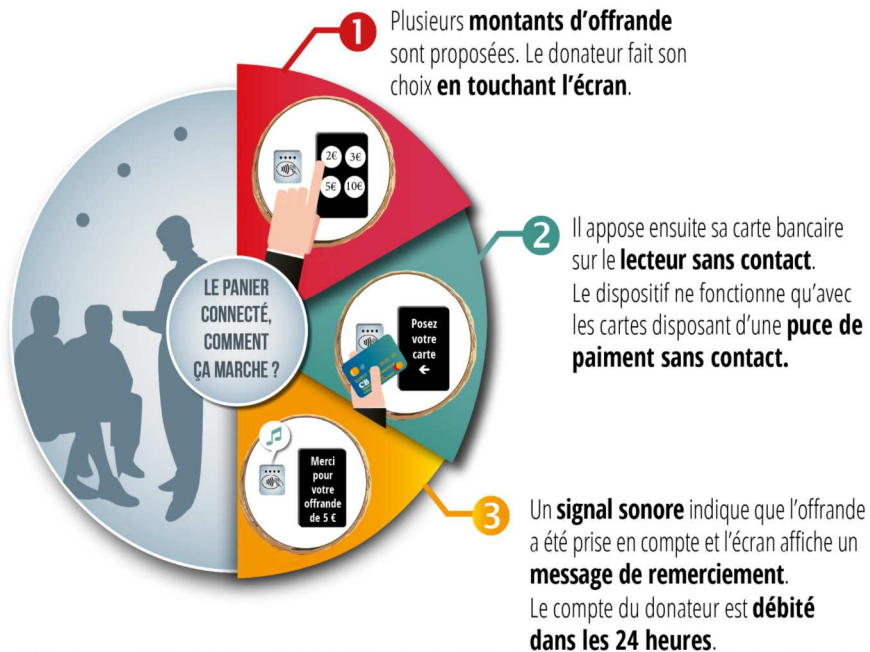 1
Plusieurs montants d'offrande
sont proposées. Le donateur fait son
choix en touchant l'écran.
2€ 3€
5€ 10€
LE PANIER
CONNECTÉ,
COMMENT
ÇA MARCHE ?
2
Il appose ensuite sa carte bancaire
sur le lecteur sans contact.
Le dispositif ne fonctionne qu'avec
les cartes disposant d'une puce de
paiment sans contact.
Posez
votre
carte
CB
Merci
pour
votre
offrande
de 5 €
3
Un signal sonore indique que l'offrande
a été prise en compte et l'écran affiche un
message de remerciement.
Le compte du donateur est débité
dans les 24 heures.